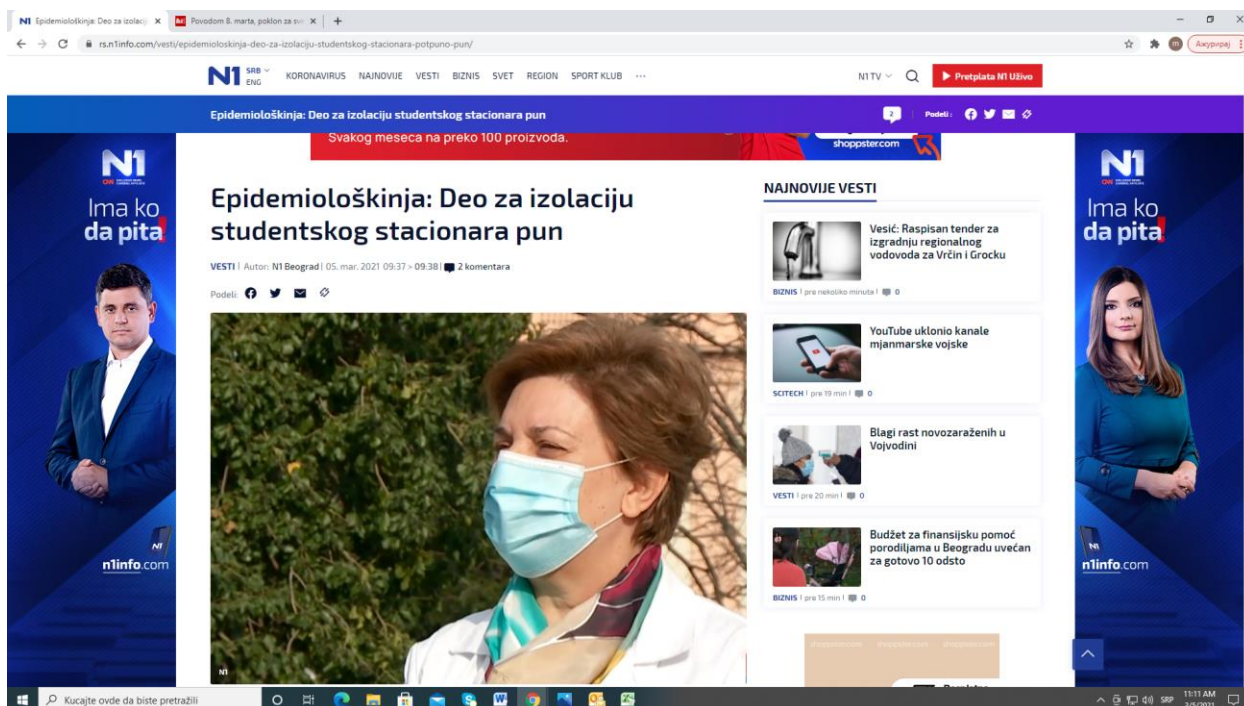 Epidemiološkinja: Deo za izolaciju
Povodom 8. marta, poklon za sve
rs.n1info.com/vesti/epidemioloskinja-deo-za-izolaciju-studentskog-stacionara-potpuno-pun/
Ажурирај
N1 SRB
ENG
KORONAVIRUS NAJNOVIJE VESTI BIZNIS SVET REGION SPORT KLUB ...
N1 TV
Pretplata N1 Uživo
Epidemiološkinja: Deo za izolaciju studentskog stacionara pun
2
Podeli:
Svakog meseca na preko 100 proizvoda.
shoppster.com
N1
Ima ko
da pita!
n1info.com
Epidemiološkinja: Deo za izolaciju
studentskog stacionara pun
VESTI | Autor: N1 Beograd | 05. mar. 2021 09:37 > 09:38 | 2 komentara
Podeli:
N1
NAJNOVIJE VESTI
Vesić: Raspisan tender za
izgradnju regionalnog
vodovoda za Vrčin i Grocku
BIZNIS | pre nekoliko minuta | 0
YouTube uklonio kanale
mjanmarske vojske
SCITECH | pre 19 min | 0
Blagi rast novozaraženih u
Vojvodini
VESTI | pre 20 min | 0
Budžet za finansijsku pomoć
porodiljama u Beogradu uvećan
za gotovo 10 odsto
BIZNIS | pre 15 min | 0
N1
Ima ko
da pita!
N1
n1info.com
Kucajte ovde da biste pretražili
SRP
11:11 AM
3/5/2021